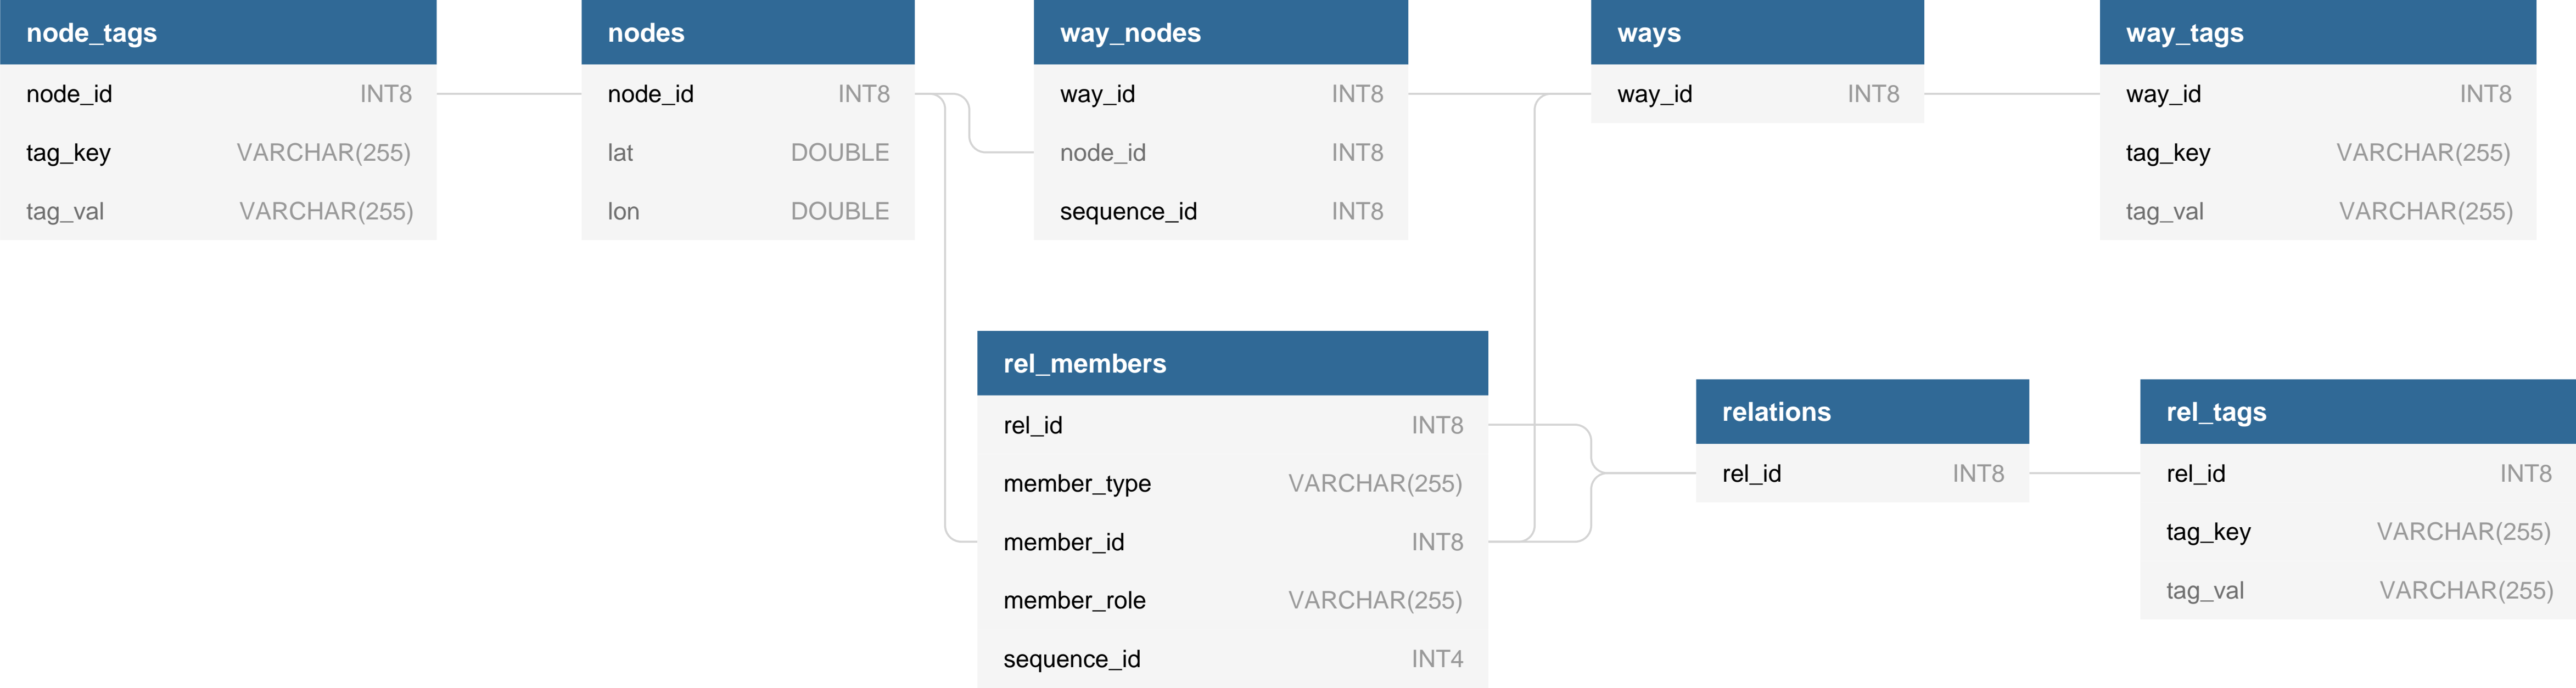 node_tags
node_id INT8
tag_key VARCHAR(255)
tag_val VARCHAR(255)
nodes
node_id INT8
lat DOUBLE
lon DOUBLE
way_nodes
way_id INT8
node_id INT8
sequence_id INT8
ways
way_id INT8
way_tags
way_id INT8
tag_key VARCHAR(255)
tag_val VARCHAR(255)
rel_members
rel_id INT8
member_type VARCHAR(255)
member_id INT8
member_role VARCHAR(255)
sequence_id INT4
relations
rel_id INT8
rel_tags
rel_id INT8
tag_key VARCHAR(255)
tag_val VARCHAR(255)